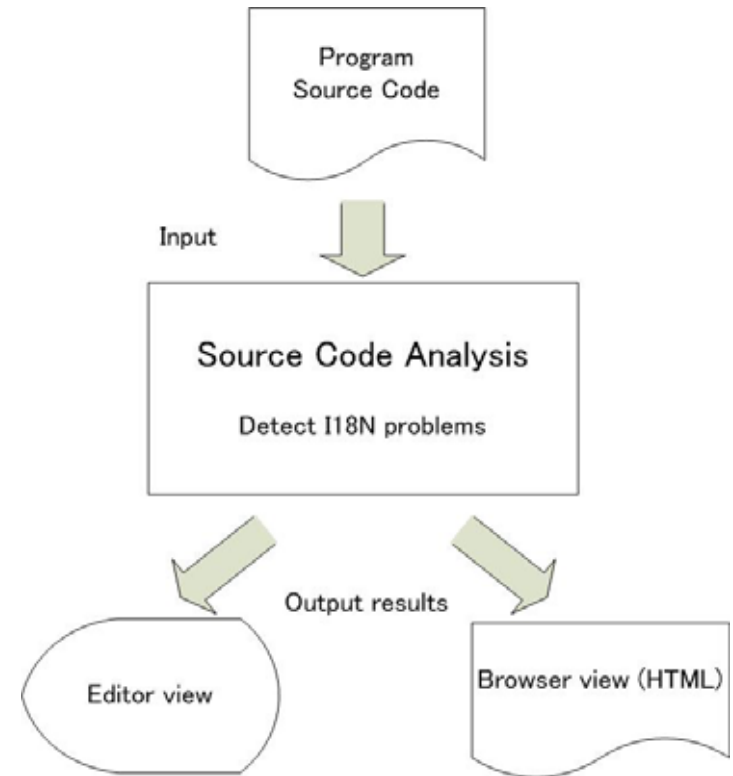 Program
Source Code
Input
Source Code Analysis
Detect I18N problems
Output results
Editor view
Browser view (HTML)